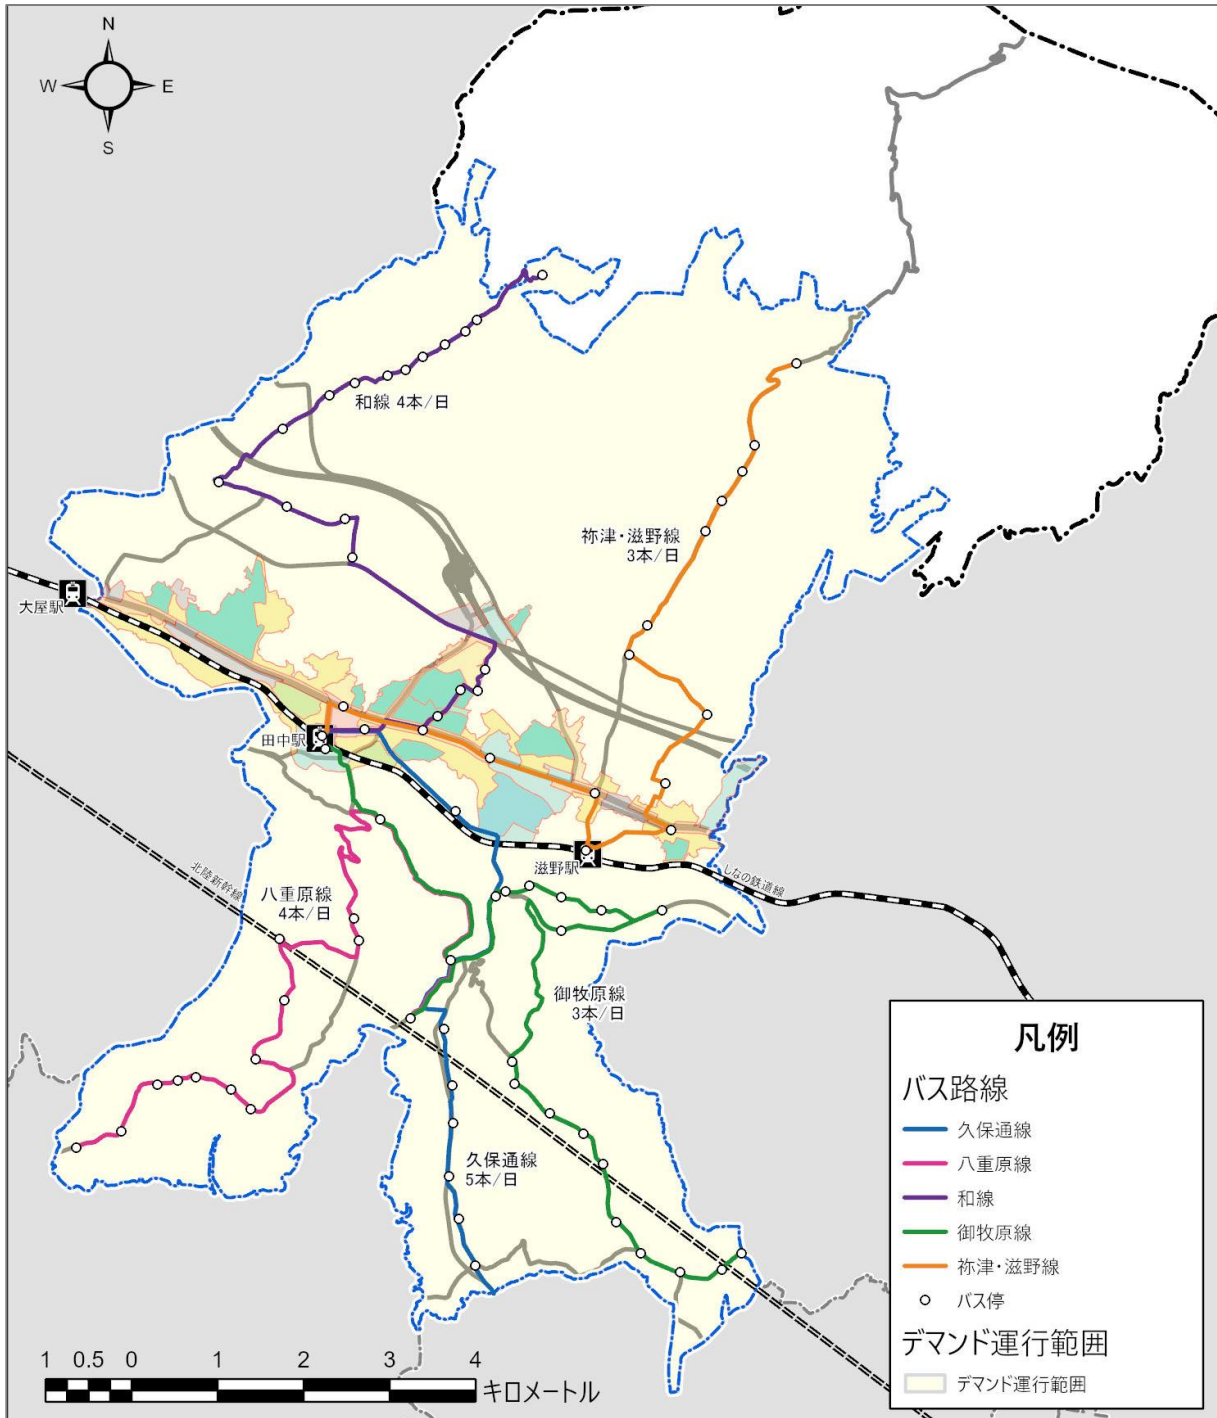 N
W
E
S
和線 4本/日
祢津・滋野線
3本/日
大屋駅
田中駅
滋野駅
しなの鉄道線
北陸新幹線
八重原線
4本/日
御牧原線
3本/日
久保通線
5本/日
凡例
バス路線
久保通線
八重原線
和線
御牧原線
祢津・滋野線
バス停
デマンド運行範囲
デマンド運行範囲
1 0.5 0 1 2 3 4
キロメートル